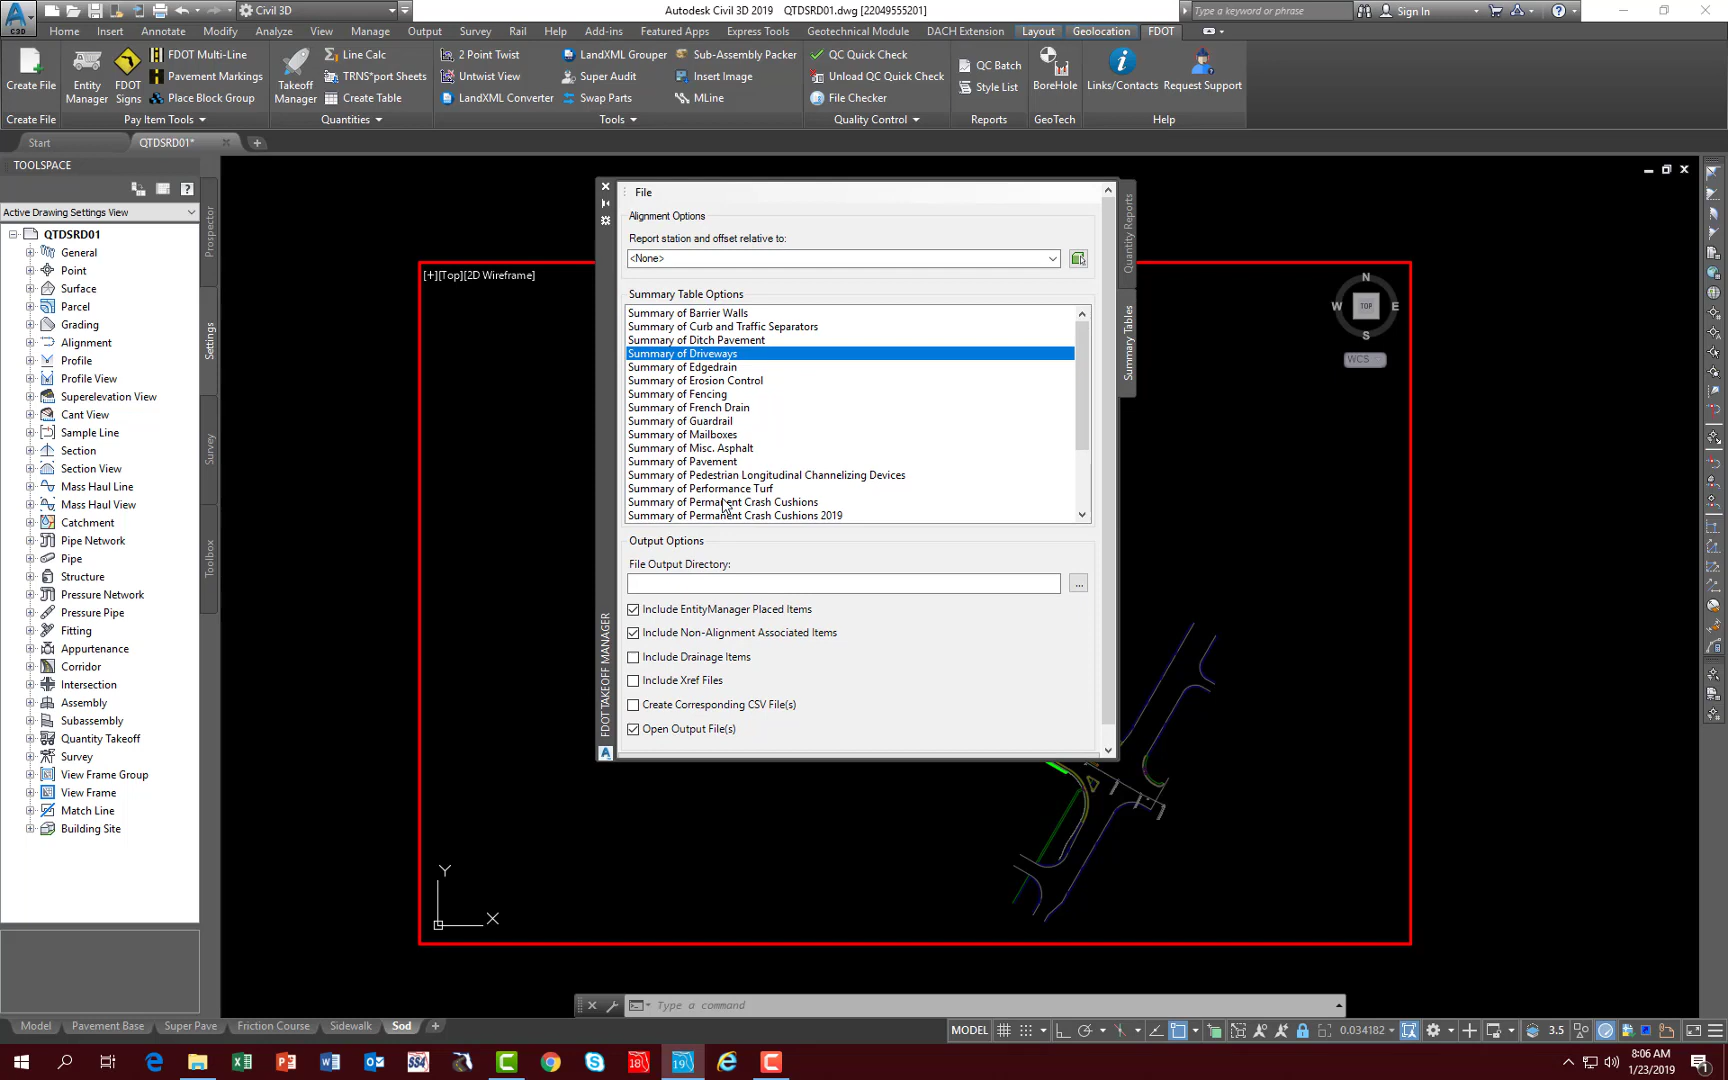 Civil 3D
Autodesk Civil 3D 2019 QTDSRD01.dwg [22049555201]
Type a keyword or phrase
Sign In
Home Insert Annotate Modify Analyze View Manage Output Survey Rail Help Add-ins Featured Apps Express Tools Geotechnical Module DACH Extension Layout Geolocation FDOT
Create File
Entity Manager
FDOT Signs
FDOT Multi-Line
Pavement Markings
Place Block Group
Takeoff Manager
Line Calc
TRNS*port Sheets
Create Table
2 Point Twist
Untwist View
LandXML Converter
LandXML Grouper
Super Audit
Swap Parts
Sub-Assembly Packer
Insert Image
MLine
QC Quick Check
Unload QC Quick Check
File Checker
QC Batch
Style List
BoreHole
Links/Contacts
Request Support
Create File Pay Item Tools Quantities Tools Quality Control Reports GeoTech Help
Start QTDSRD01*
TOOLSPACE
Active Drawing Settings View
QTDSRD01
General
Point
Surface
Parcel
Grading
Alignment
Profile
Profile View
Superelevation View
Cant View
Sample Line
Section
Section View
Mass Haul Line
Mass Haul View
Catchment
Pipe Network
Pipe
Structure
Pressure Network
Pressure Pipe
Fitting
Appurtenance
Corridor
Intersection
Assembly
Subassembly
Quantity Takeoff
Survey
View Frame Group
View Frame
Match Line
Building Site
Prospector
Settings
Survey
Toolbox
[+][Top][2D Wireframe]
FDOT TAKEOFF MANAGER
File
Alignment Options
Report station and offset relative to:
<None>
Summary Table Options
Summary of Barrier Walls
Summary of Curb and Traffic Separators
Summary of Ditch Pavement
Summary of Driveways
Summary of Edgedrain
Summary of Erosion Control
Summary of Fencing
Summary of French Drain
Summary of Guardrail
Summary of Mailboxes
Summary of Misc. Asphalt
Summary of Pavement
Summary of Pedestrian Longitudinal Channelizing Devices
Summary of Performance Turf
Summary of Permanent Crash Cushions
Summary of Permanent Crash Cushions 2019
Output Options
File Output Directory:
...
Include EntityManager Placed Items
Include Non-Alignment Associated Items
Include Drainage Items
Include Xref Files
Create Corresponding CSV File(s)
Open Output File(s)
Quantity Reports
Summary Tables
N
W TOP E
S
WCS
Y
X
Type a command
Model Pavement Base Super Pave Friction Course Sidewalk Sod
MODEL
0.034182
3.5
8:06 AM
1/23/2019